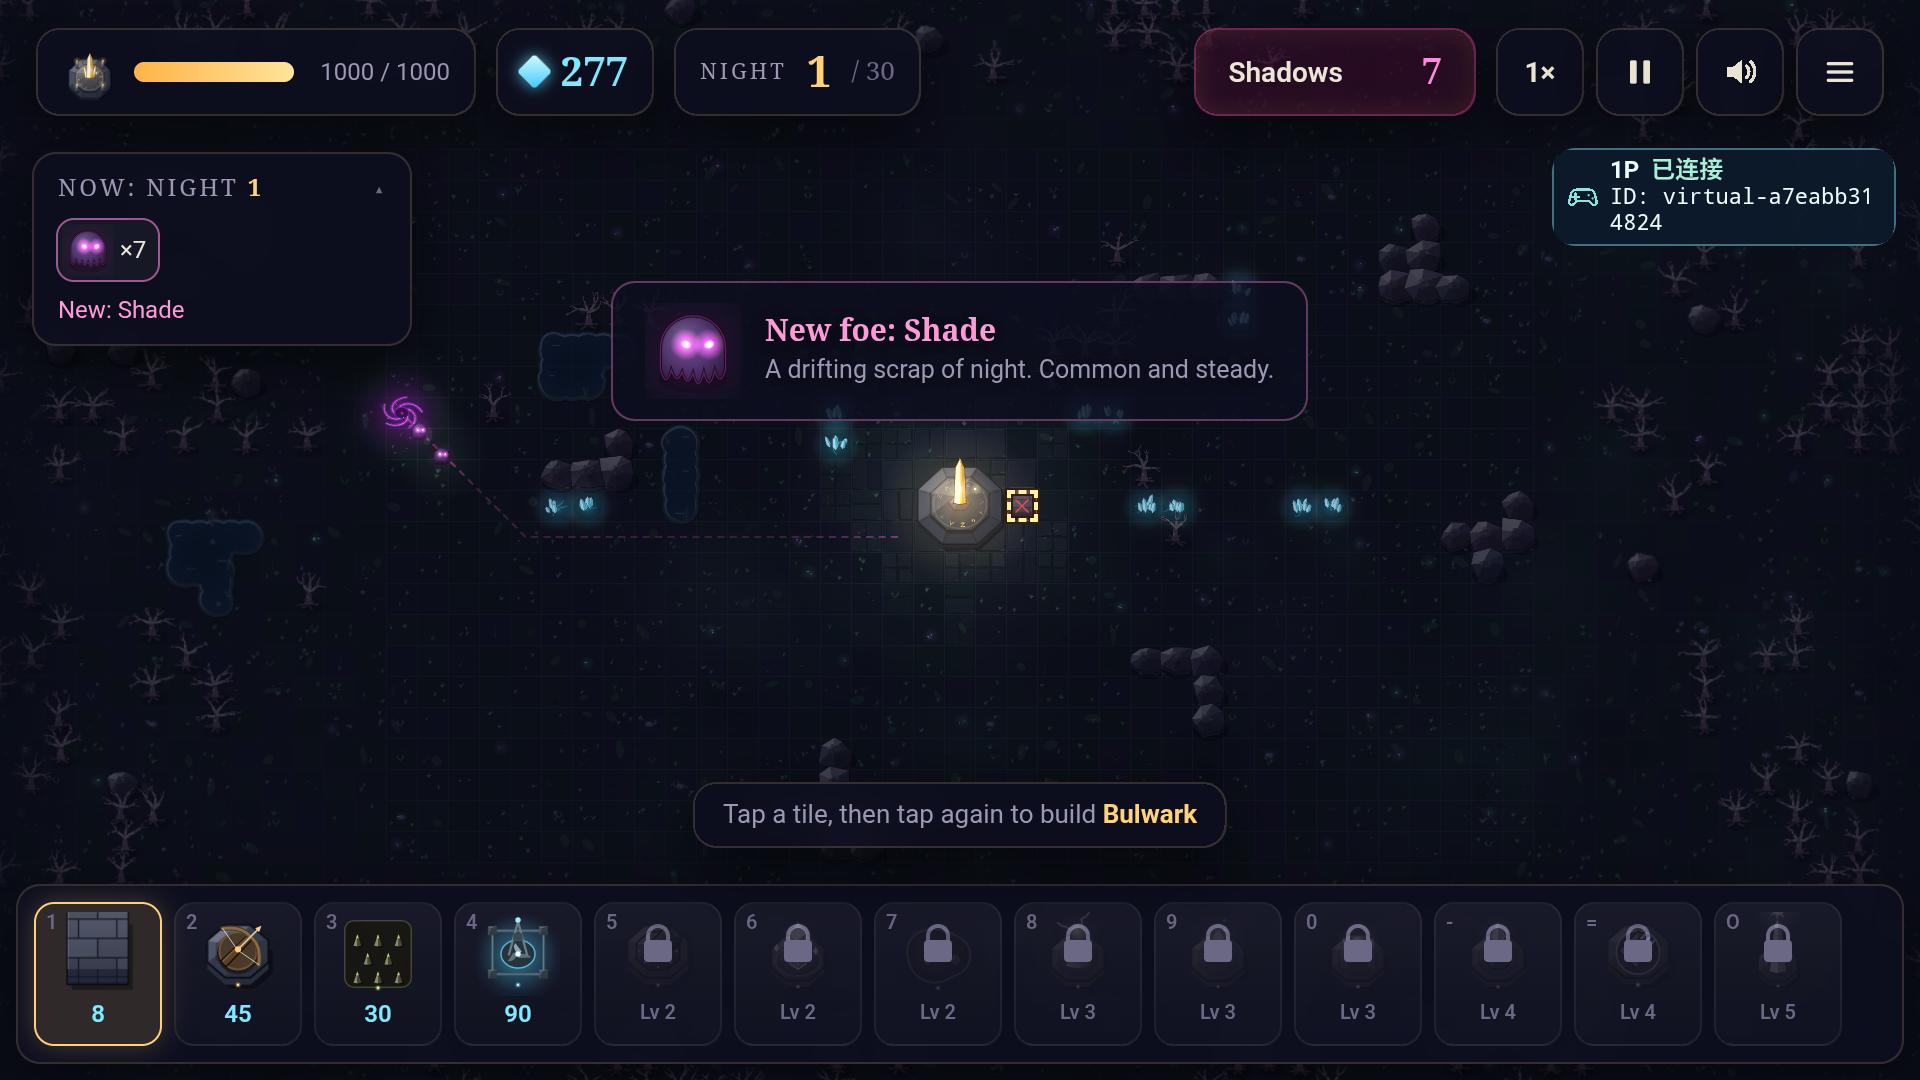 1000 / 1000
277
NIGHT 1 / 30
Shadows 7
1×
NOW: NIGHT 1
×7
New: Shade
1P 已连接
ID: virtual-a7eabb31
4824
New foe: Shade
A drifting scrap of night. Common and steady.
Tap a tile, then tap again to build Bulwark
1 2 3 4 5 6 7 8 9 0 - = O
8 45 30 90 Lv 2 Lv 2 Lv 2 Lv 3 Lv 3 Lv 3 Lv 4 Lv 4 Lv 5